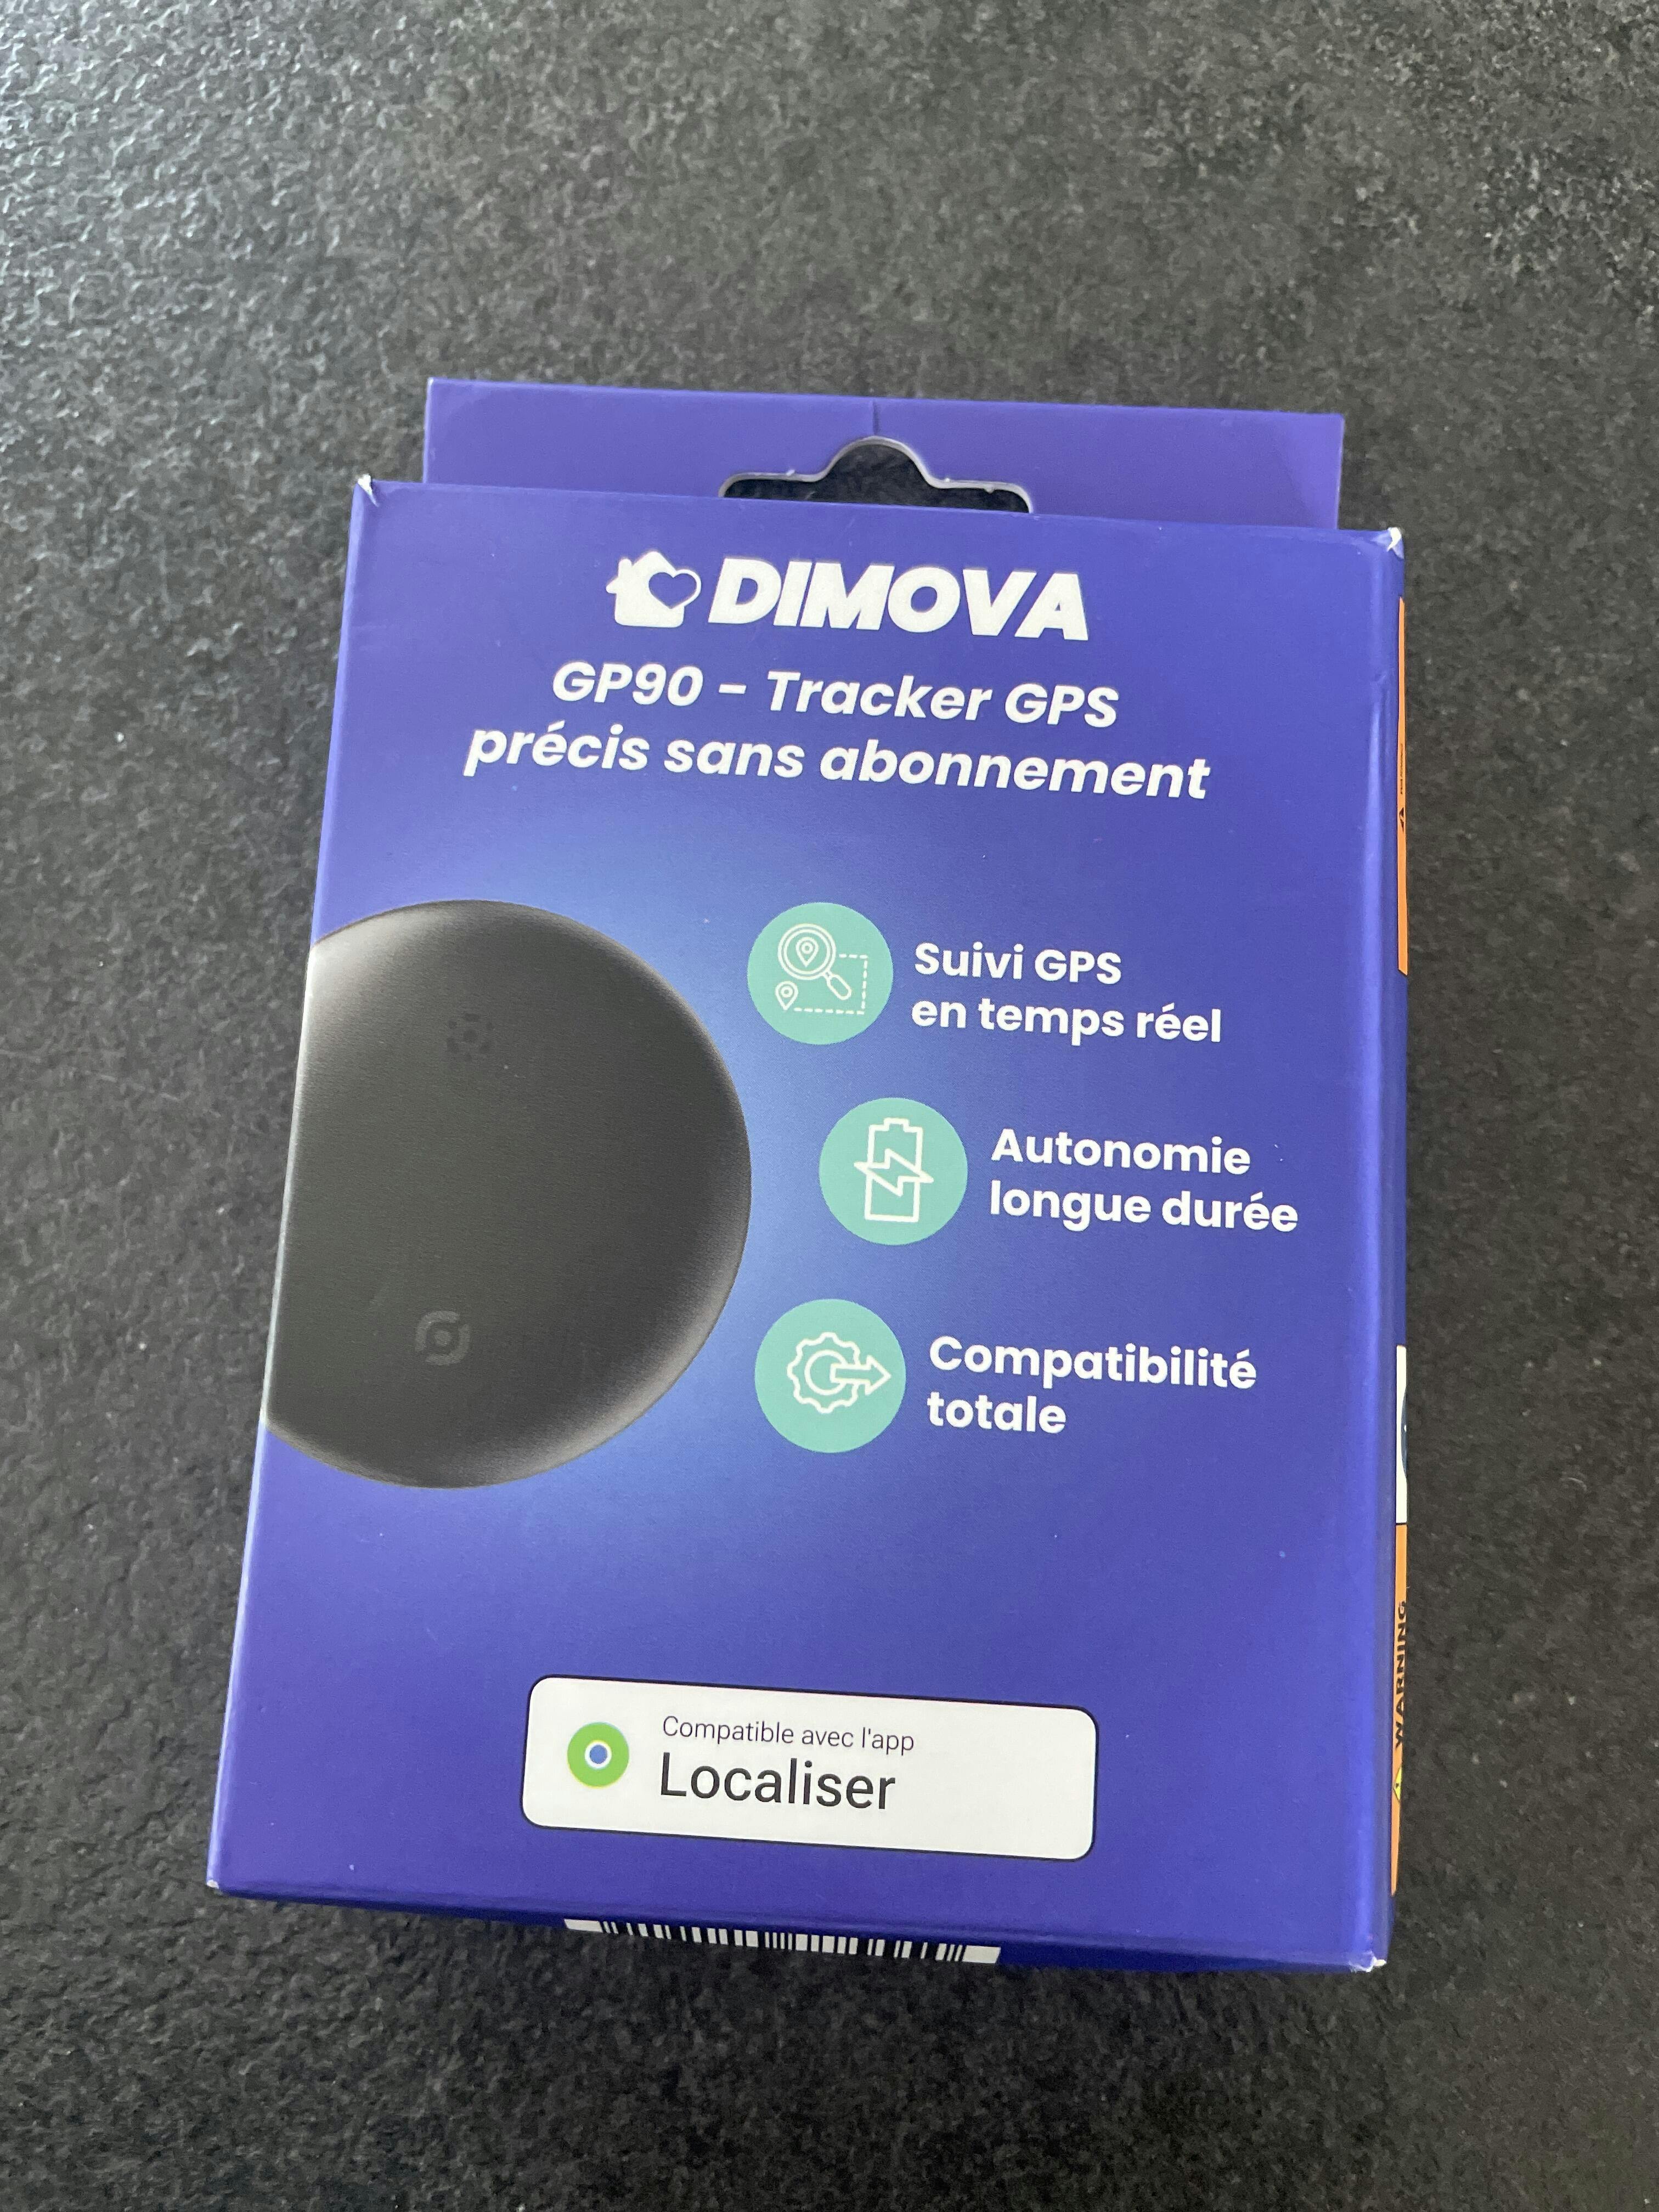 DIMOVA
GP90 - Tracker GPS
précis sans abonnement
Suivi GPS
en temps réel
Autonomie
longue durée
Compatibilité
totale
Compatible avec l'app
Localiser
WARNING